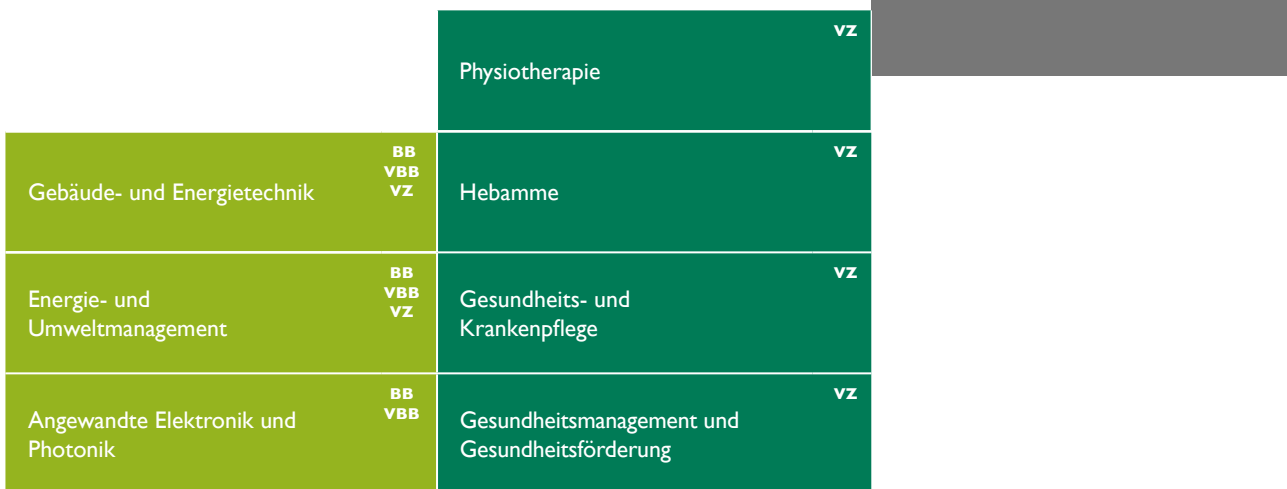 VZ
Physiotherapie
BB
VBB
VZ
Gebäude- und Energietechnik
VZ
Hebamme
BB
VBB
VZ
Energie- und
Umweltmanagement
VZ
Gesundheits- und
Krankenpflege
BB
VBB
Angewandte Elektronik und
Photonik
VZ
Gesundheitsmanagement und
Gesundheitsförderung